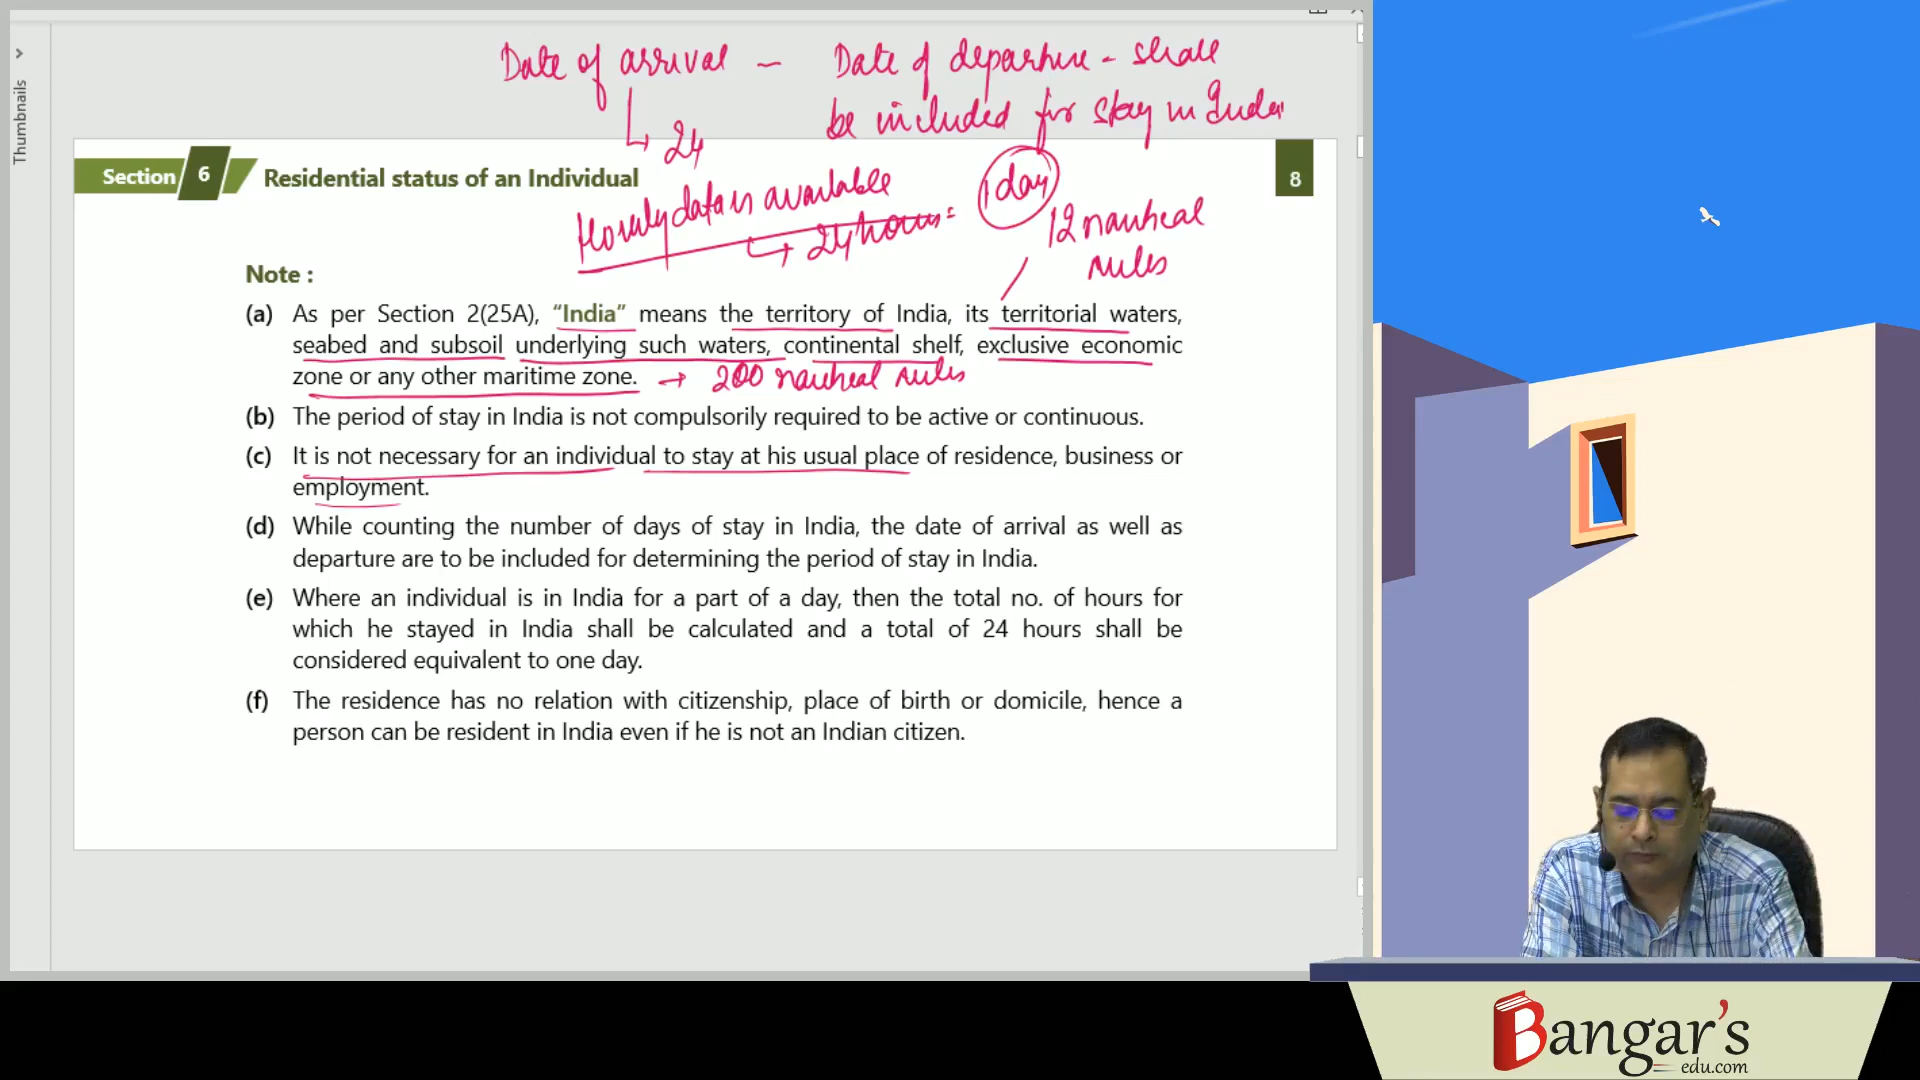 Date of arrival – Date of departure - shall
be included for stay in India
↳ 24
Thumbnails
Section 6 Residential status of an Individual 8
Hourly data is available
↳ 24 hours = 1 day
12 nautical
miles
Note :
(a) As per Section 2(25A), “India” means the territory of India, its territorial waters,
seabed and subsoil underlying such waters, continental shelf, exclusive economic
zone or any other maritime zone. → 200 nautical miles
(b) The period of stay in India is not compulsorily required to be active or continuous.
(c) It is not necessary for an individual to stay at his usual place of residence, business or
employment.
(d) While counting the number of days of stay in India, the date of arrival as well as
departure are to be included for determining the period of stay in India.
(e) Where an individual is in India for a part of a day, then the total no. of hours for
which he stayed in India shall be calculated and a total of 24 hours shall be
considered equivalent to one day.
(f) The residence has no relation with citizenship, place of birth or domicile, hence a
person can be resident in India even if he is not an Indian citizen.
Bangar’s
edu.com